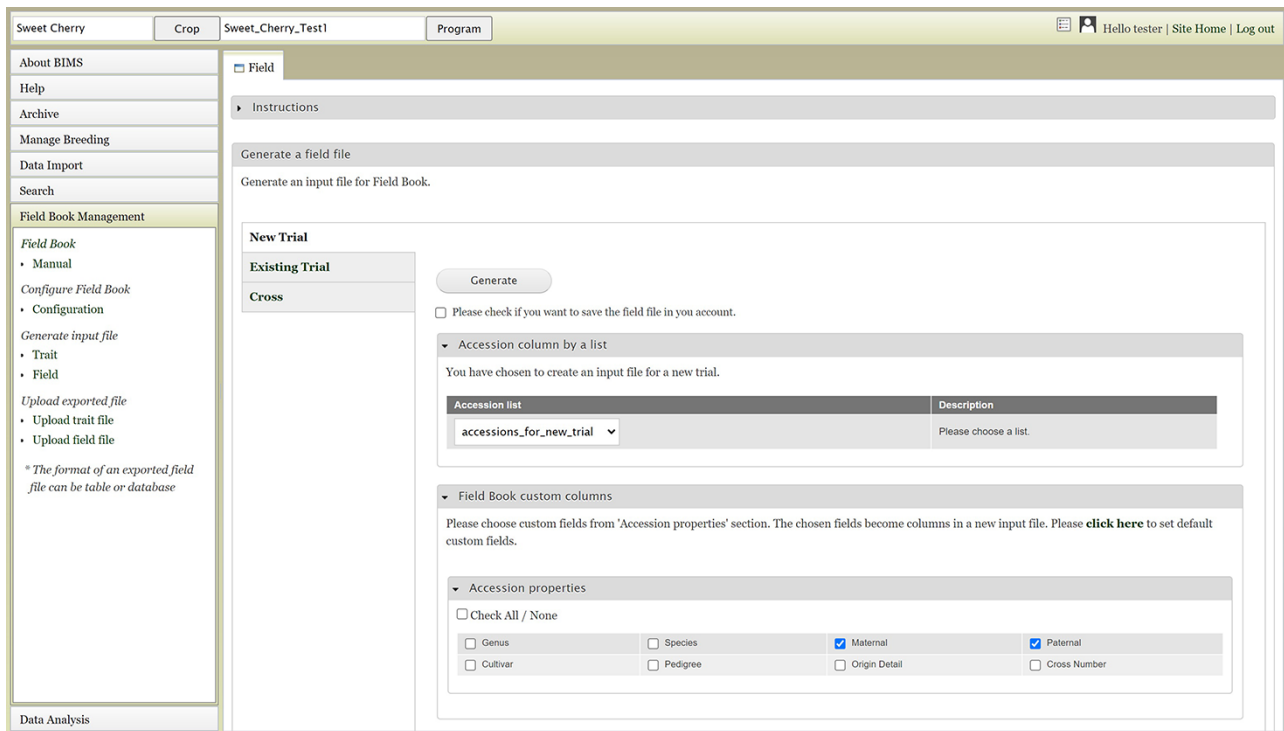 Sweet Cherry Crop Sweet_Cherry_Test1 Program Hello tester | Site Home | Log out
About BIMS
Help
Archive
Manage Breeding
Data Import
Search
Field Book Management
Field Book
Manual
Configure Field Book
Configuration
Generate input file
Trait
Field
Upload exported file
Upload trait file
Upload field file
* The format of an exported field
file can be table or database
Data Analysis
Field
Instructions
Generate a field file
Generate an input file for Field Book.
New Trial
Existing Trial
Cross
Generate
Please check if you want to save the field file in you account.
Accession column by a list
You have chosen to create an input file for a new trial.
Accession list Description
accessions_for_new_trial Please choose a list.
Field Book custom columns
Please choose custom fields from 'Accession properties' section. The chosen fields become columns in a new input file. Please click here to set default
custom fields.
Accession properties
Check All / None
Genus Species Maternal Paternal
Cultivar Pedigree Origin Detail Cross Number